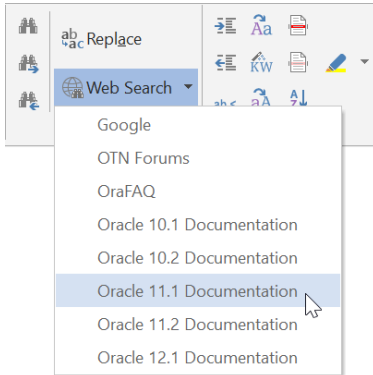 Replace
Web Search
Google
OTN Forums
OraFAQ
Oracle 10.1 Documentation
Oracle 10.2 Documentation
Oracle 11.1 Documentation
Oracle 11.2 Documentation
Oracle 12.1 Documentation